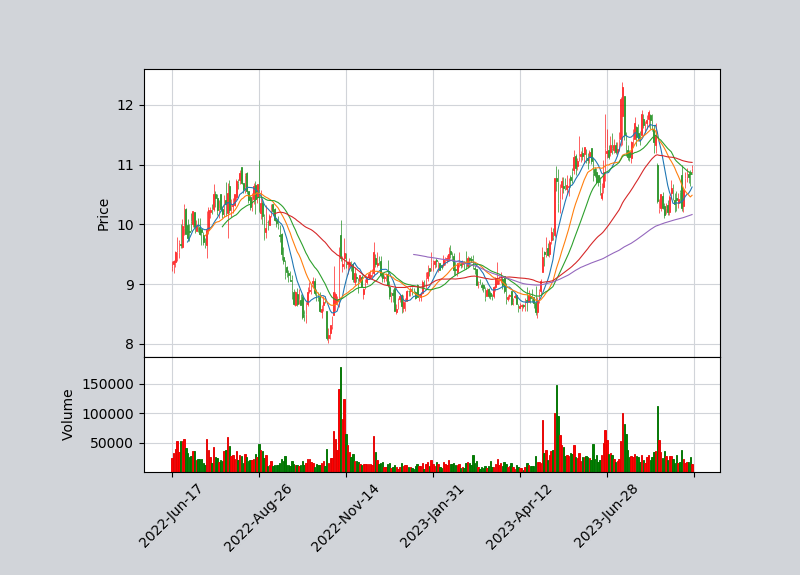 12
11
10
9
8
Price
150000
100000
50000
Volume
2022-Jun-17
2022-Aug-26
2022-Nov-14
2023-Jan-31
2023-Apr-12
2023-Jun-28